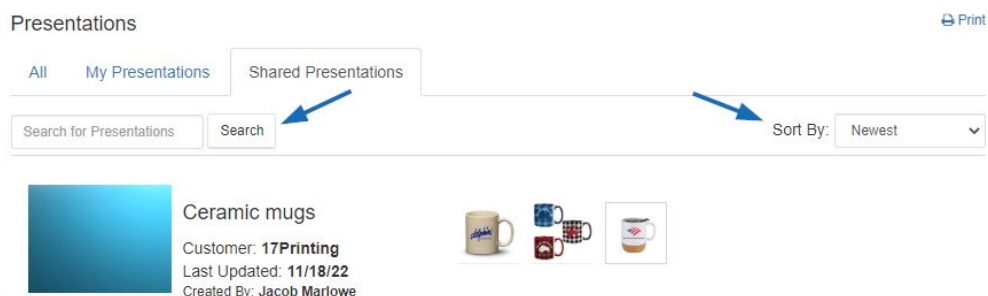 Presentations
Print
All
My Presentations
Shared Presentations
Search for Presentations
Search
Sort By:
Newest
Ceramic mugs
Customer: 17Printing
Last Updated: 11/18/22
Created By: Jacob Marlowe